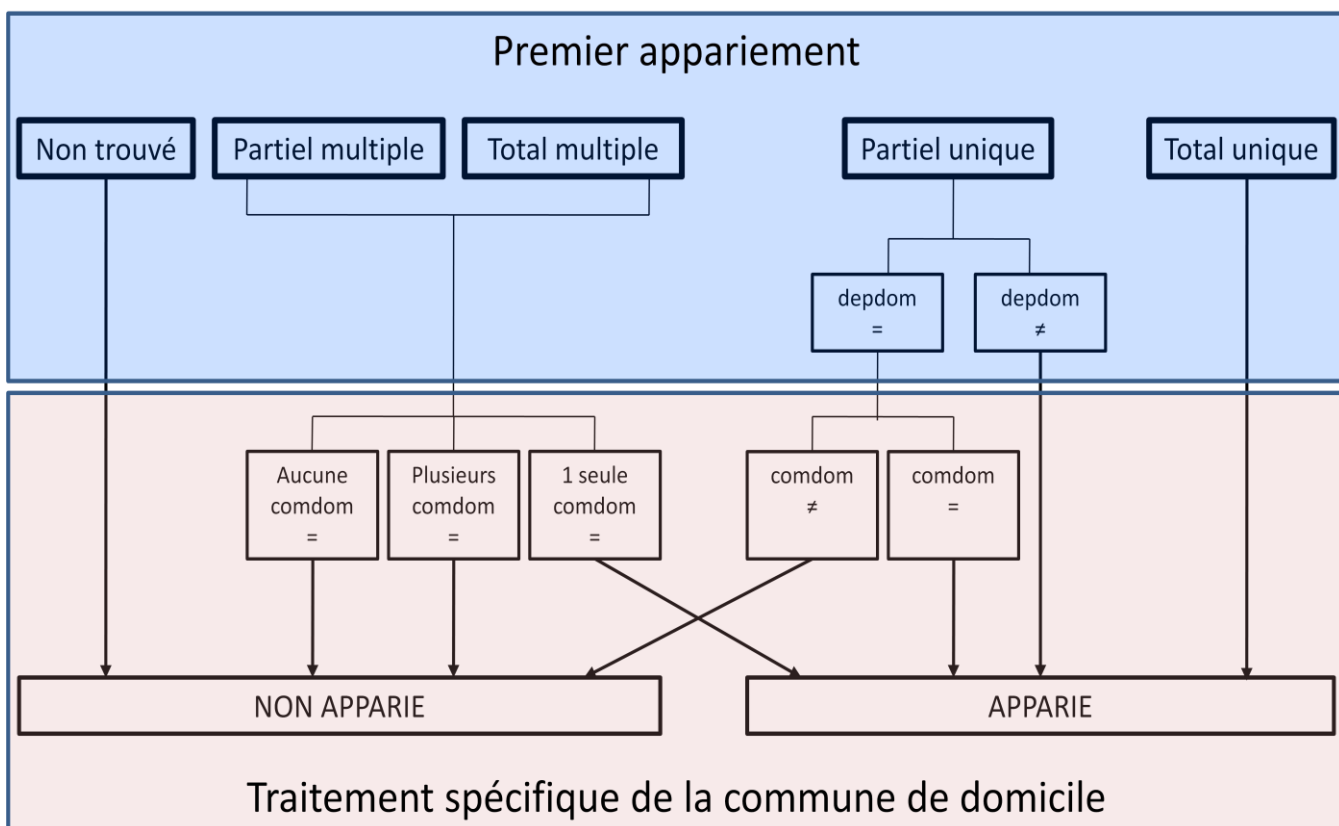 Premier appariement
Non trouvé
Partiel multiple
Total multiple
Partiel unique
Total unique
depdom
=
depdom
≠
Aucune
comdom
=
Plusieurs
comdom
=
1 seule
comdom
=
comdom
≠
comdom
=
NON APPARIE
APPARIE
Traitement spécifique de la commune de domicile